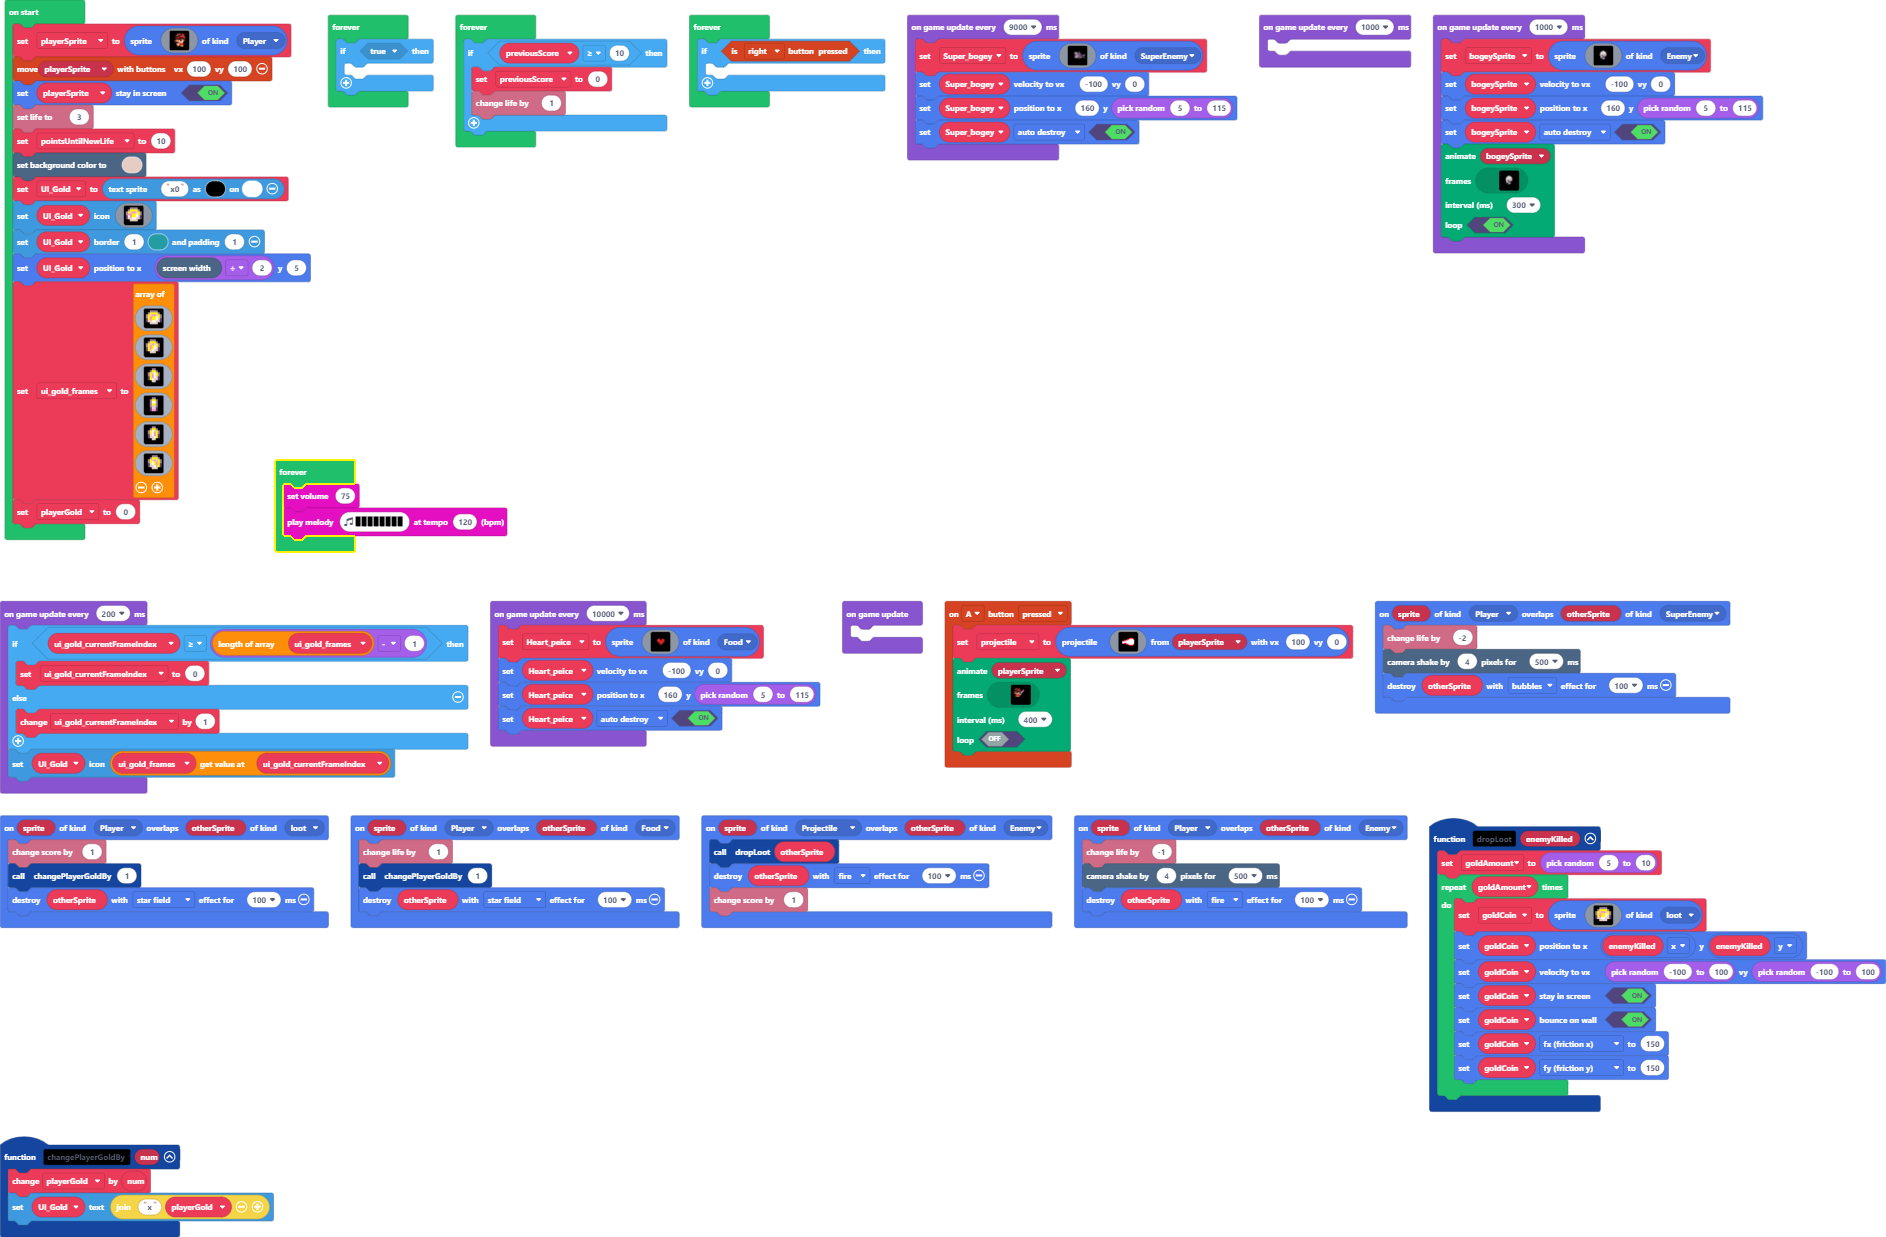 on start
set playerSprite to sprite of kind Player
move playerSprite with buttons vx 100 vy 100
set playerSprite stay in screen ON
set life to 3
set pointsUntilNewLife to 10
set background color to
set UI_Gold to text sprite "x0" as on
set UI_Gold icon
set UI_Gold border 1 and padding 1
set UI_Gold position to x screen width ÷ 2 y 5
array of
set ui_gold_frames to
set playerGold to 0
forever
if true then
forever
if previousScore ≥ 10 then
set previousScore to 0
change life by 1
forever
if is right button pressed then
on game update every 9000 ms
set Super_bogey to sprite of kind SuperEnemy
set Super_bogey velocity to vx -100 vy 0
set Super_bogey position to x 160 y pick random 5 to 115
set Super_bogey auto destroy ON
on game update every 1000 ms
on game update every 1000 ms
set bogeySprite to sprite of kind Enemy
set bogeySprite velocity to vx -100 vy 0
set bogeySprite position to x 160 y pick random 5 to 115
set bogeySprite auto destroy ON
animate bogeySprite
frames
interval (ms) 300
loop ON
forever
set volume 75
play melody at tempo 120 (bpm)
on game update every 200 ms
if ui_gold_currentFrameIndex ≥ length of array ui_gold_frames - 1 then
set ui_gold_currentFrameIndex to 0
else
change ui_gold_currentFrameIndex by 1
set UI_Gold icon ui_gold_frames get value at ui_gold_currentFrameIndex
on game update every 10000 ms
set Heart_peice to sprite of kind Food
set Heart_peice velocity to vx -100 vy 0
set Heart_peice position to x 160 y pick random 5 to 115
set Heart_peice auto destroy ON
on game update
on A button pressed
set projectile to projectile from playerSprite with vx 100 vy 0
animate playerSprite
frames
interval (ms) 400
loop OFF
on sprite of kind Player overlaps otherSprite of kind SuperEnemy
change life by -2
camera shake by 4 pixels for 500 ms
destroy otherSprite with bubbles effect for 100 ms
on sprite of kind Player overlaps otherSprite of kind loot
change score by 1
call changePlayerGoldBy 1
destroy otherSprite with star field effect for 100 ms
on sprite of kind Player overlaps otherSprite of kind Food
change life by 1
call changePlayerGoldBy 1
destroy otherSprite with star field effect for 100 ms
on sprite of kind Projectile overlaps otherSprite of kind Enemy
call dropLoot otherSprite
destroy otherSprite with fire effect for 100 ms
change score by 1
on sprite of kind Player overlaps otherSprite of kind Enemy
change life by -1
camera shake by 4 pixels for 500 ms
destroy otherSprite with fire effect for 100 ms
function dropLoot enemyKilled
set goldAmount to pick random 5 to 10
repeat goldAmount times
do
set goldCoin to sprite of kind loot
set goldCoin position to x enemyKilled x y enemyKilled y
set goldCoin velocity to vx pick random -100 to 100 vy pick random -100 to 100
set goldCoin stay in screen ON
set goldCoin bounce on wall ON
set goldCoin fx (friction x) to 150
set goldCoin fy (friction y) to 150
function changePlayerGoldBy num
change playerGold by num
set UI_Gold text join "x" playerGold